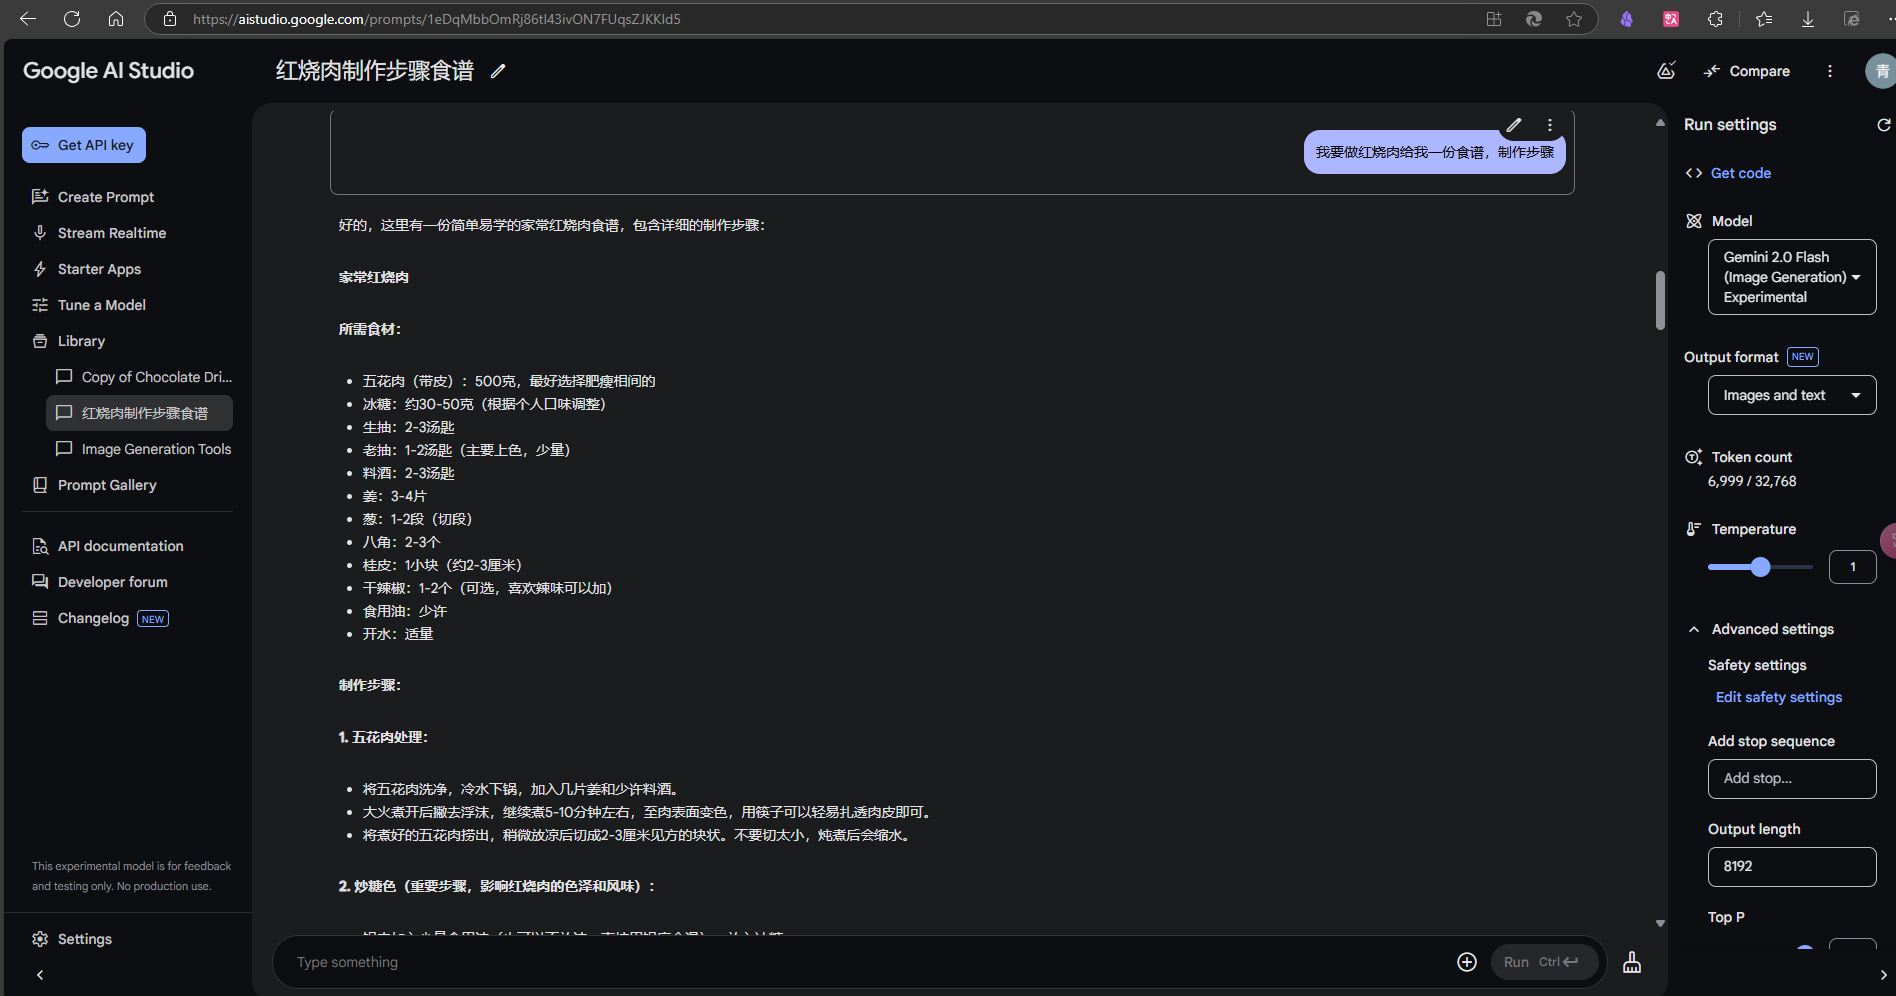 https://aistudio.google.com/prompts/1eDqMbbOmRj86tI43ivON7FUqsZJKKId5
Google AI Studio
红烧肉制作步骤食谱
Compare
青
Get API key
Create Prompt
Stream Realtime
Starter Apps
Tune a Model
Library
Copy of Chocolate Dri...
红烧肉制作步骤食谱
Image Generation Tools
Prompt Gallery
API documentation
Developer forum
Changelog NEW
This experimental model is for feedback
and testing only. No production use.
Settings
我要做红烧肉给我一份食谱，制作步骤
好的，这里有一份简单易学的家常红烧肉食谱，包含详细的制作步骤：
家常红烧肉
所需食材：
• 五花肉（带皮）：500克，最好选择肥瘦相间的
• 冰糖：约30-50克（根据个人口味调整）
• 生抽：2-3汤匙
• 老抽：1-2汤匙（主要上色，少量）
• 料酒：2-3汤匙
• 姜：3-4片
• 葱：1-2段（切段）
• 八角：2-3个
• 桂皮：1小块（约2-3厘米）
• 干辣椒：1-2个（可选，喜欢辣味可以加）
• 食用油：少许
• 开水：适量
制作步骤：
1. 五花肉处理：
• 将五花肉洗净，冷水下锅，加入几片姜和少许料酒。
• 大火煮开后撇去浮沫，继续煮5-10分钟左右，至肉表面变色，用筷子可以轻易扎透肉皮即可。
• 将煮好的五花肉捞出，稍微放凉后切成2-3厘米见方的块状。不要切太小，炖煮后会缩水。
2. 炒糖色（重要步骤，影响红烧肉的色泽和风味）：
Type something
Run Ctrl
Run settings
Get code
Model
Gemini 2.0 Flash
(Image Generation)
Experimental
Output format NEW
Images and text
Token count
6,999 / 32,768
Temperature
1
Advanced settings
Safety settings
Edit safety settings
Add stop sequence
Add stop...
Output length
8192
Top P